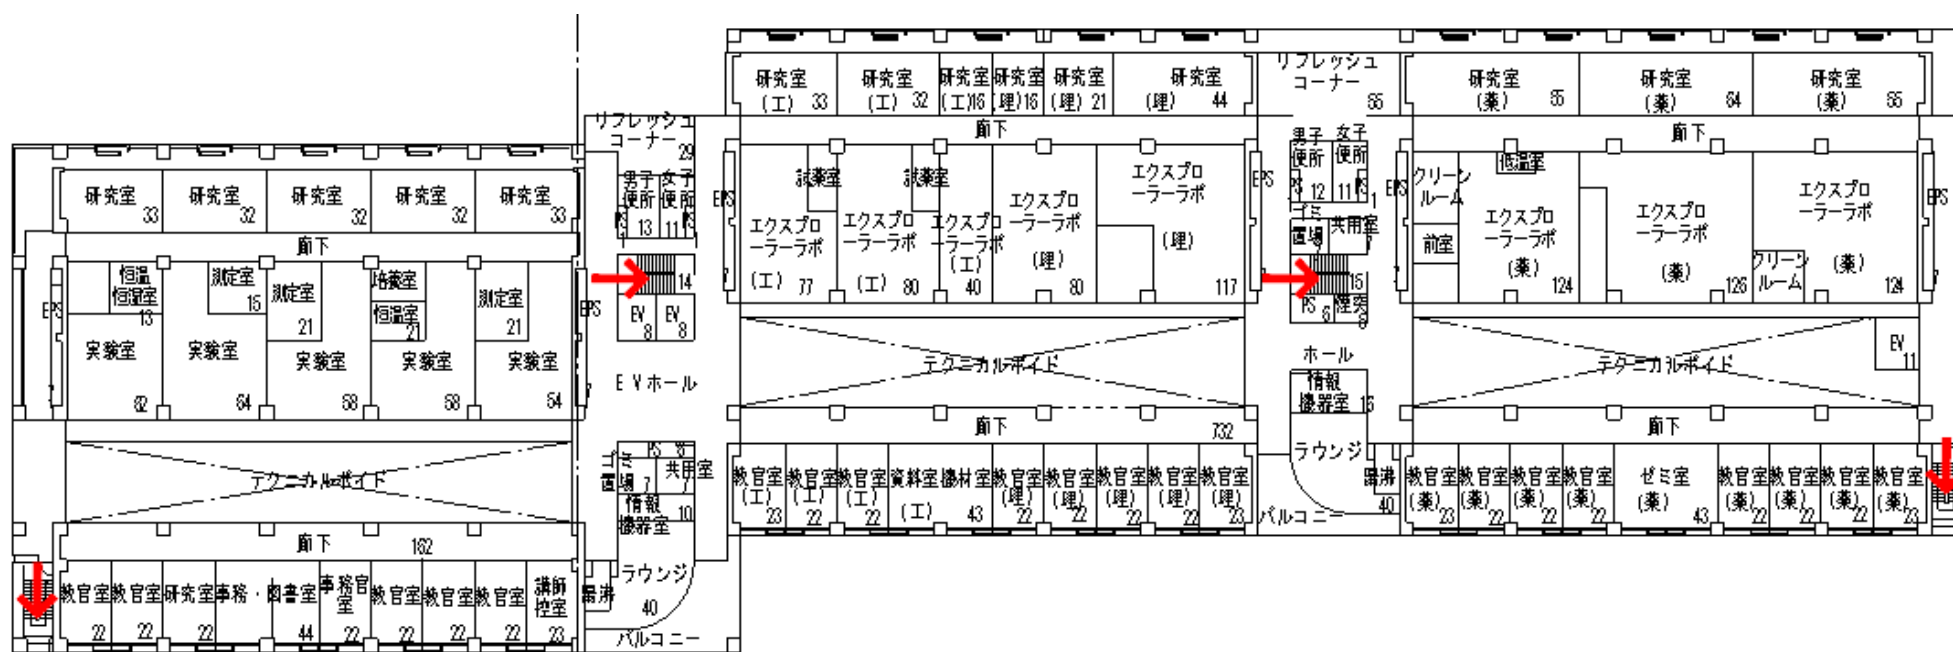 研究室 研究室 研究室 研究室 研究室 研究室 リフレッシュ 研究室 研究室 研究室
(工) 33 (工) 32 (工)16 (理)16 (理) 21 (理) 44 コーナー (薬) (薬) 64 (薬)
リフレッシュ 廊下 男子 女子 廊下
コーナー 便所 便所
29 試薬室 試薬室 エクスプロ EPS PS 12 11 PS EPS クリーン 低温室 エクスプロ EPS
研究室 研究室 研究室 研究室 研究室 男子 女子 EPS エクスプロ ーラーラボ 1 ルーム エクスプロ エクスプロ ーラーラボ
33 32 32 32 33 便所 便所 エクスプロ エクスプロ エクスプロ ーラーラボ ゴミ 共用室 ーラーラボ ーラーラボ
PS 13 11 PS ーラーラボ ーラーラボ ーラーラボ (理) 置場 前室
廊下 (工) (理) 7 7 (薬) (薬) クリーン (薬)
恒温 測定室 測定室 培養室 測定室 14 (工) 77 (工) 80 40 80 117 15 124 126 ルーム 124
恒温室 15 恒温室 PS 6 煙突
EPS 13 21 21 21 EPS EV 8 EV 8
実験室 実験室 実験室 実験室 実験室 テクニカルボイド ホール テクニカルボイド EV 11
64 EVホール 情報
機器室 16
廊下 732 ラウンジ 廊下
テクニカルボイド PS ゴミ 共用室 教官室 教官室 教官室 資料室 機材室 教官室 教官室 教官室 教官室 教官室 湯沸 教官室 教官室 教官室 教官室 ゼミ室 教官室 教官室 教官室 教官室
置場 7 7 (工) (工) (工) (工) (理) (理) (理) (理) (理) 40 (薬) (薬) (薬) (薬) (薬) (薬) (薬) (薬) (薬)
情報 10 23 22 22 43 22 22 22 22 23 バルコニー 23 22 22 22 43 22 22 22 23
機器室
廊下 162
教官室 教官室 研究室 事務・図書室 事務官 教官室 教官室 教官室 講師 湯沸 ラウンジ
室 控室 40
22 22 22 44 22 22 22 22 23 バルコニー